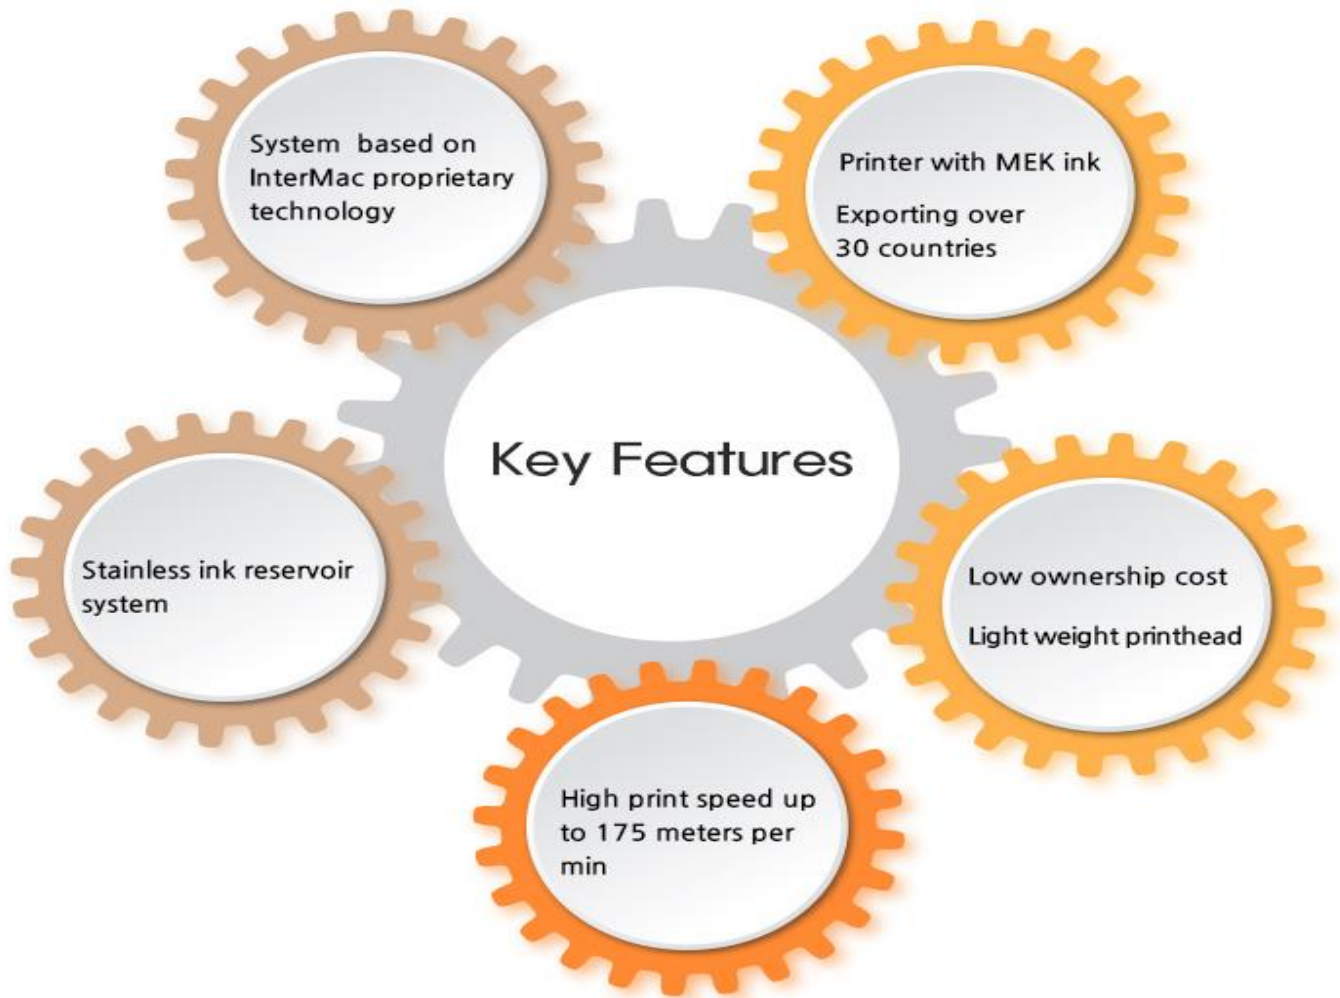 System based on
InterMac proprietary
technology
Printer with MEK ink
Exporting over
30 countries
Key Features
Stainless ink reservoir
system
Low ownership cost
Light weight printhead
High print speed up
to 175 meters per
min